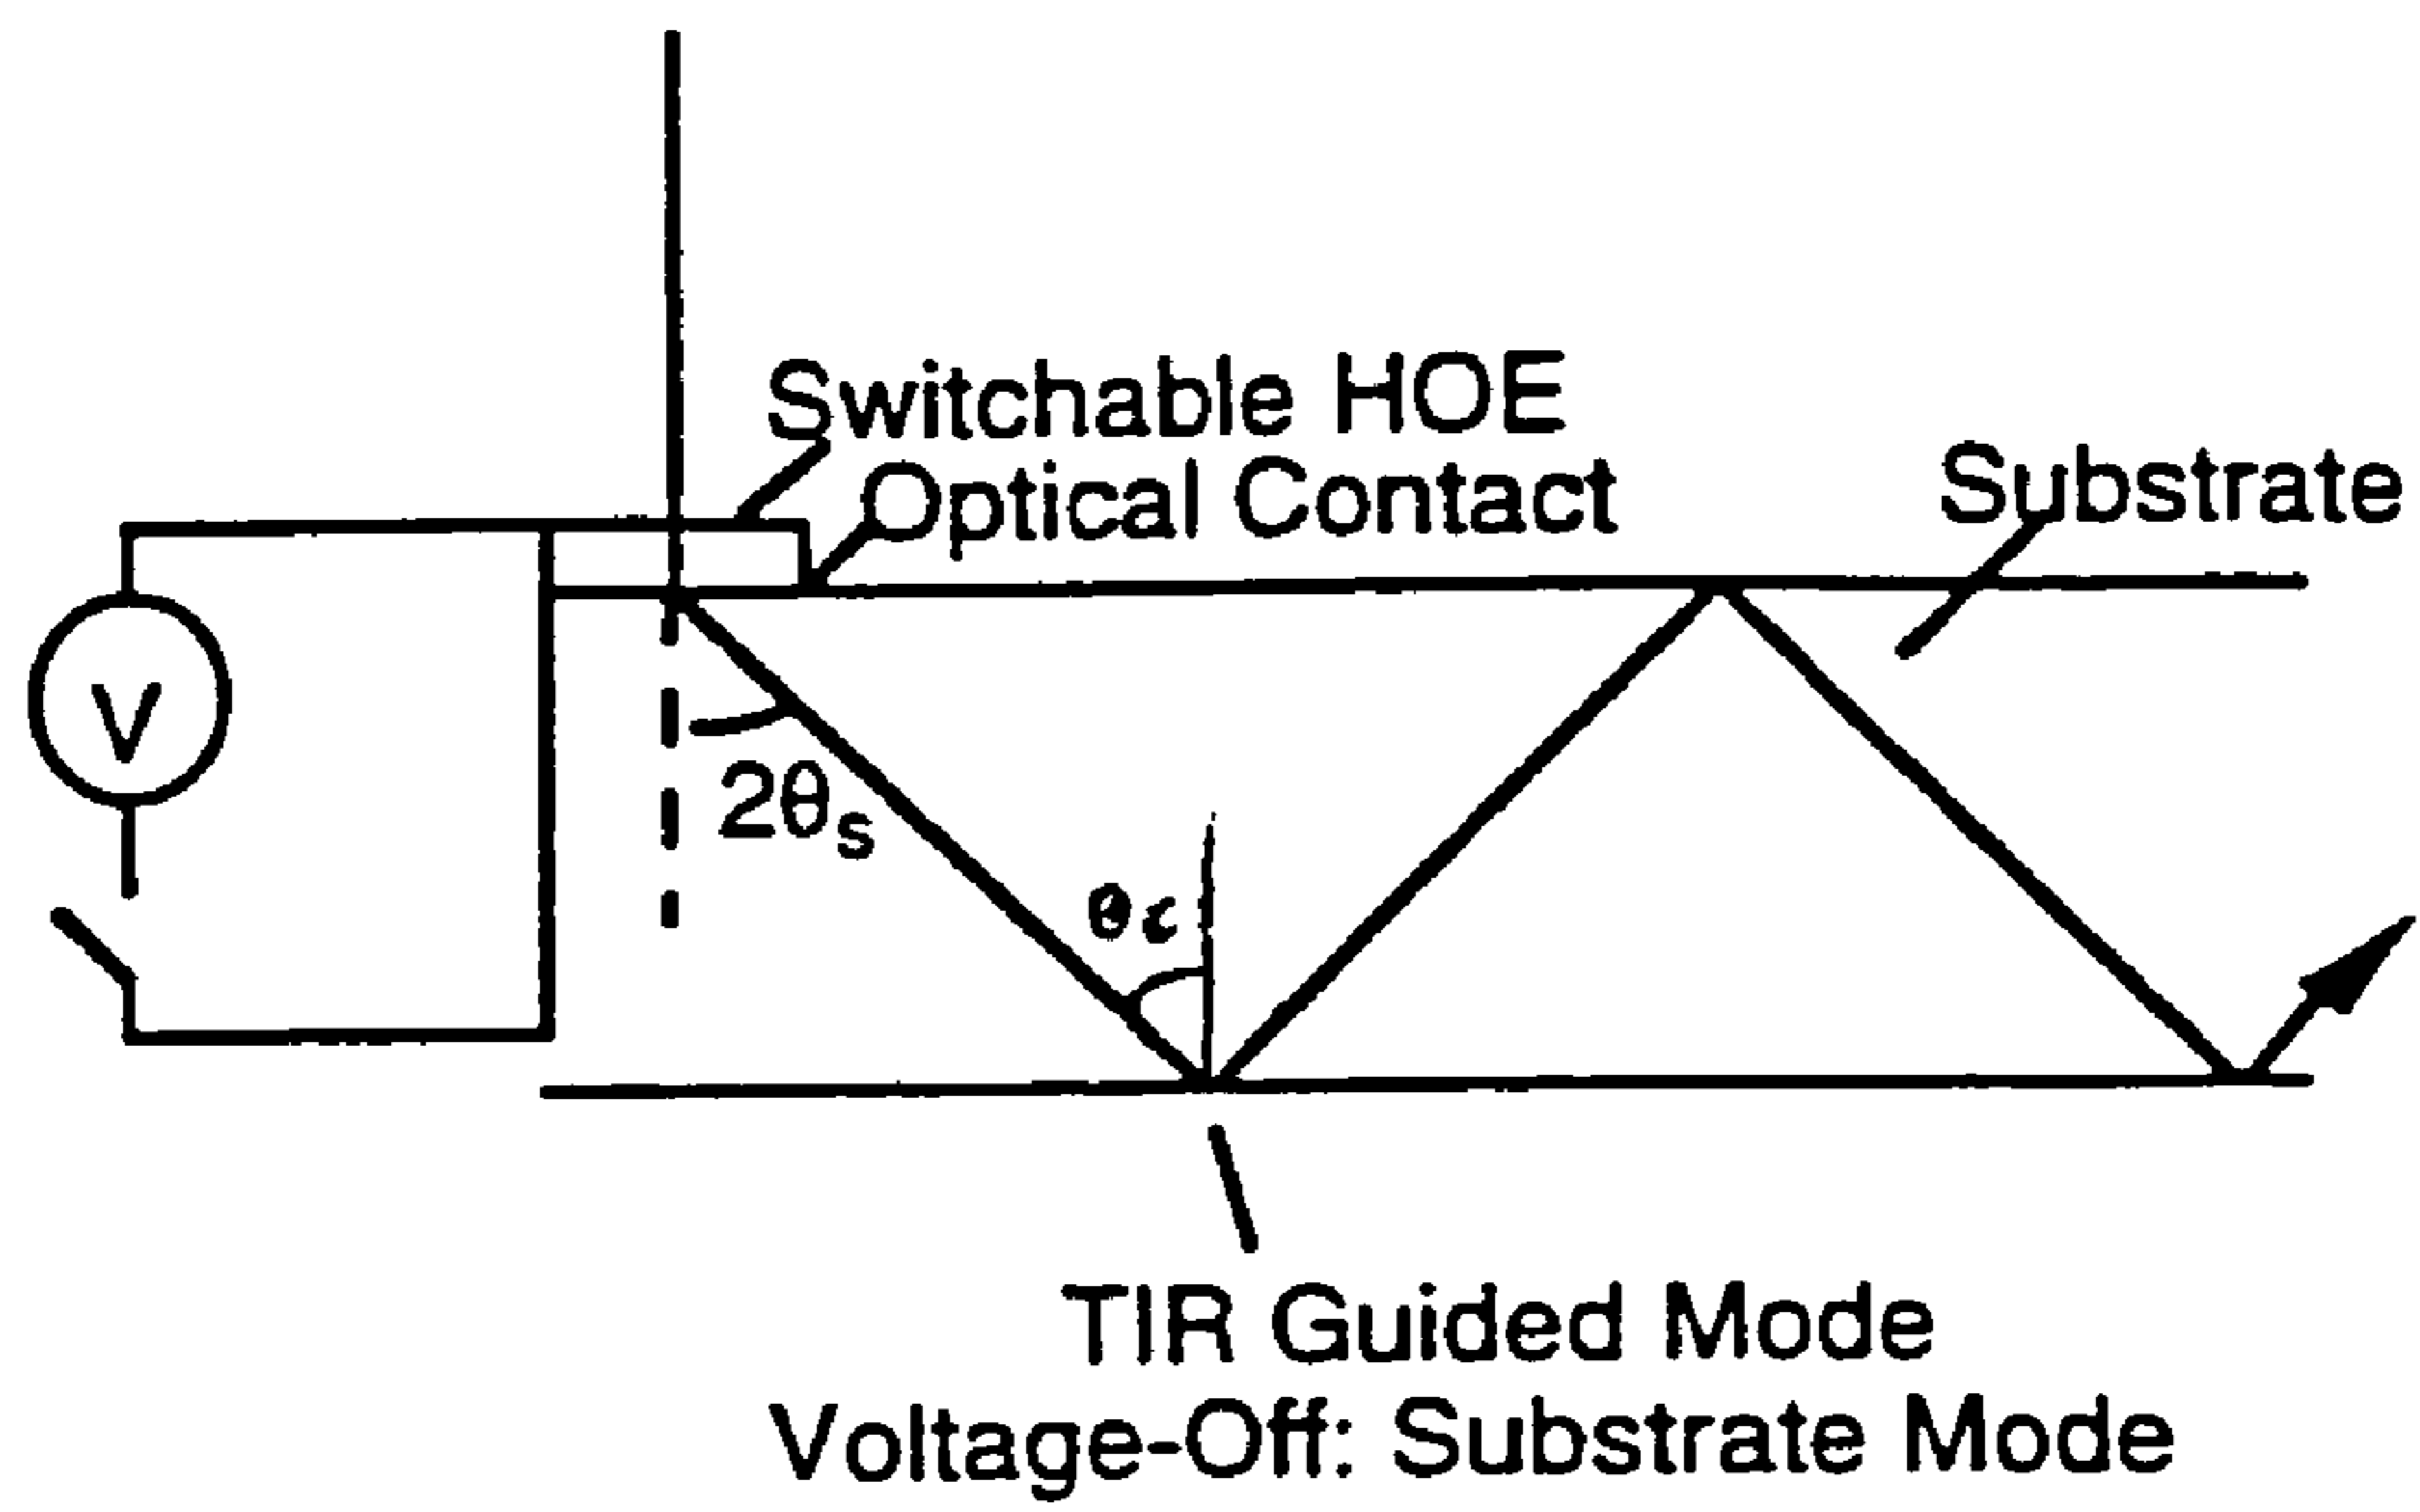 Switchable HOE
Optical Contact
Substrate
V
2θs
θc
TIR Guided Mode
Voltage-Off: Substrate Mode